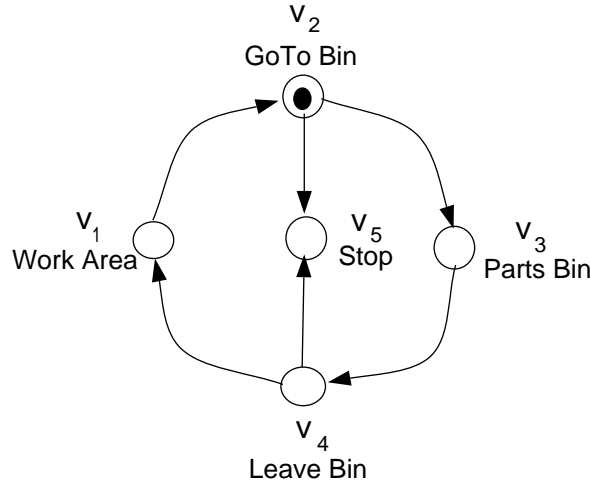 v2
GoTo Bin
v1
Work Area
v5
Stop
v3
Parts Bin
v4
Leave Bin